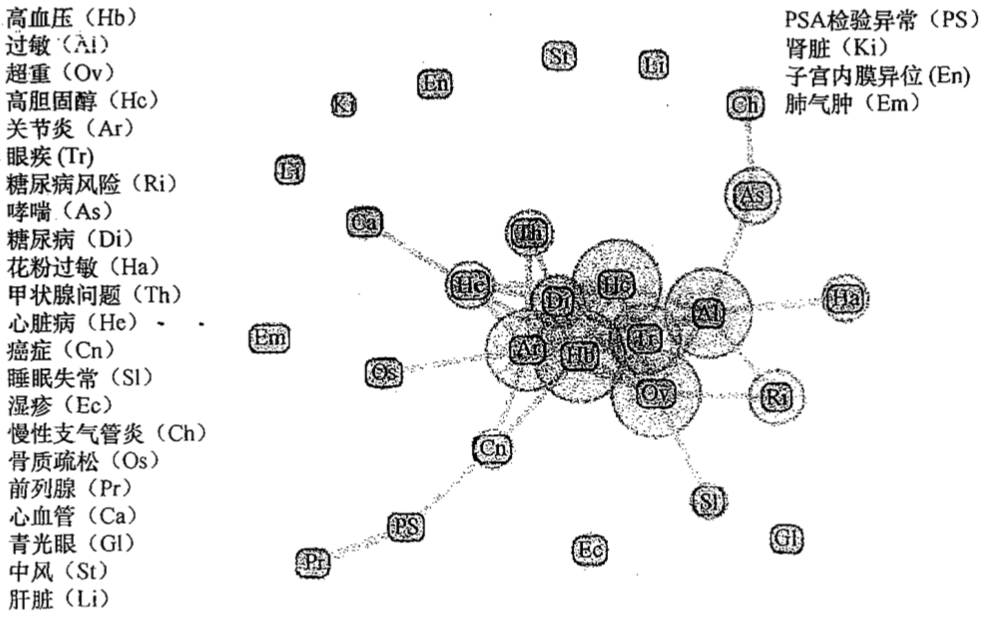 高血压（Hb）
过敏（Al）
超重（Ov）
高胆固醇（Hc）
关节炎（Ar）
眼疾(Tr)
糖尿病风险（Ri）
哮喘（As）
糖尿病（Di）
花粉过敏（Ha）
甲状腺问题（Th）
心脏病（He）
癌症（Cn）
睡眠失常（Sl）
湿疹（Ec）
慢性支气管炎（Ch）
骨质疏松（Os）
前列腺（Pr）
心血管（Ca）
青光眼（Gl）
中风（St）
肝脏（Li）
PSA检验异常（PS）
肾脏（Ki）
子宫内膜异位(En)
肺气肿（Em）
St
Li
En
Ki
Ch
Li
As
Ca
Th
He
Hc
Di
Al
Ha
Em
Tr
Ar
Hb
Os
Ov
Ri
Cn
Sl
PS
Gl
Ec
Pr